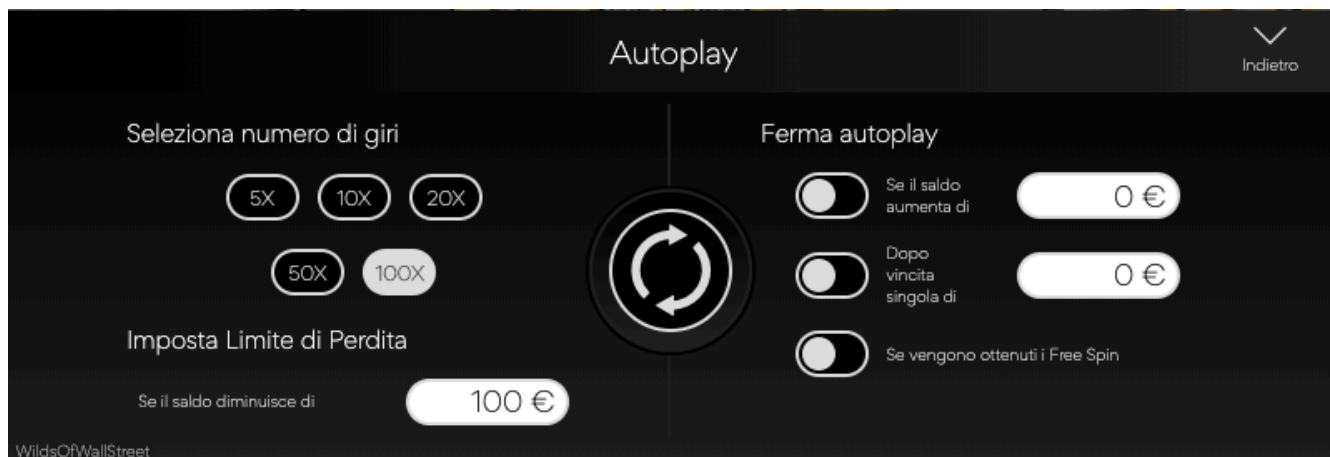 Autoplay
Indietro
Seleziona numero di giri
5X 10X 20X
50X 100X
Imposta Limite di Perdita
Se il saldo diminuisce di 100 €
Ferma autoplay
Se il saldo
aumenta di
0 €
Dopo
vincita
singola di
0 €
Se vengono ottenuti i Free Spin
WildsOfWallStreet